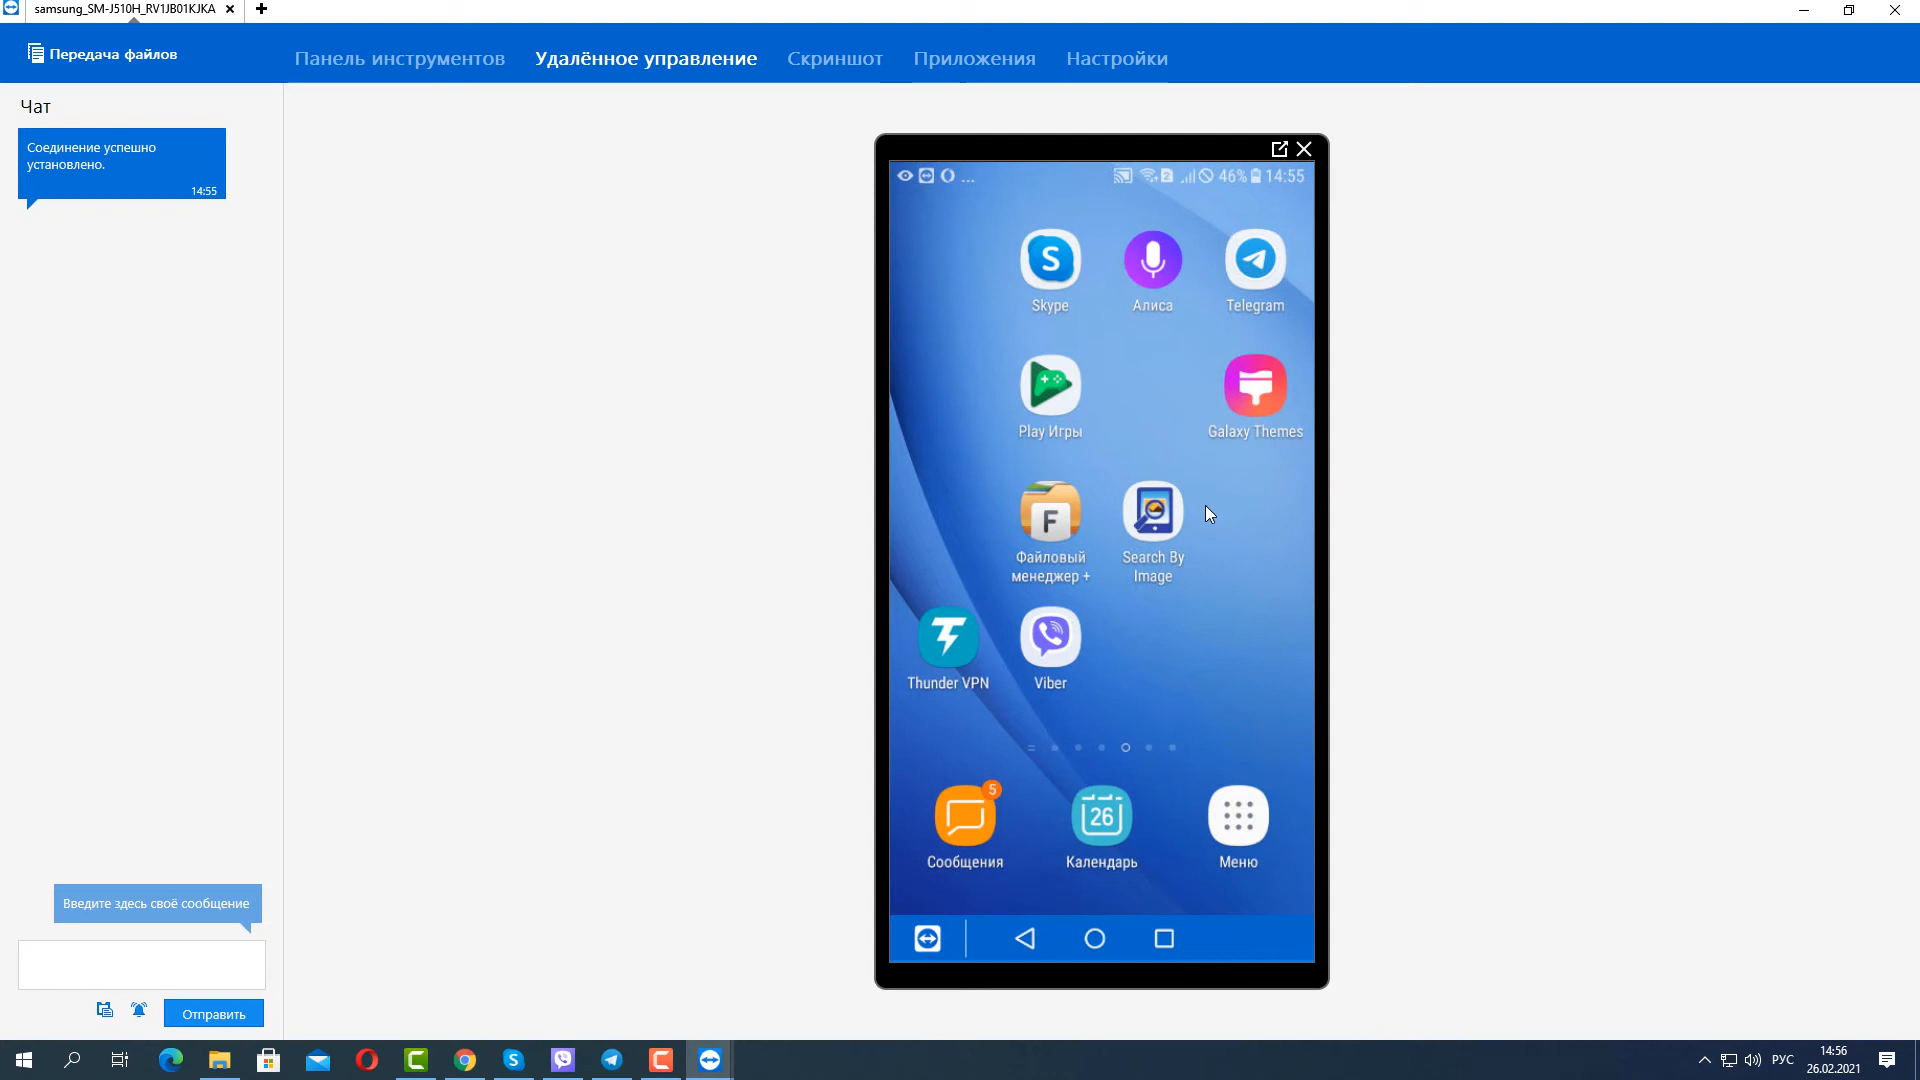 samsung_SM-J510H_RV1JB01KJKA
Передача файлов
Панель инструментов
Удалённое управление
Скриншот
Приложения
Настройки
Чат
Соединение успешно
установлено.
14:55
2
46%
14:55
S
Skype
Алиса
Telegram
Play Игры
Galaxy Themes
F
Файловый
менеджер +
Search By
Image
Thunder VPN
Viber
5
26
Сообщения
Календарь
Меню
Введите здесь своё сообщение
Отправить
РУС
14:56
26.02.2021